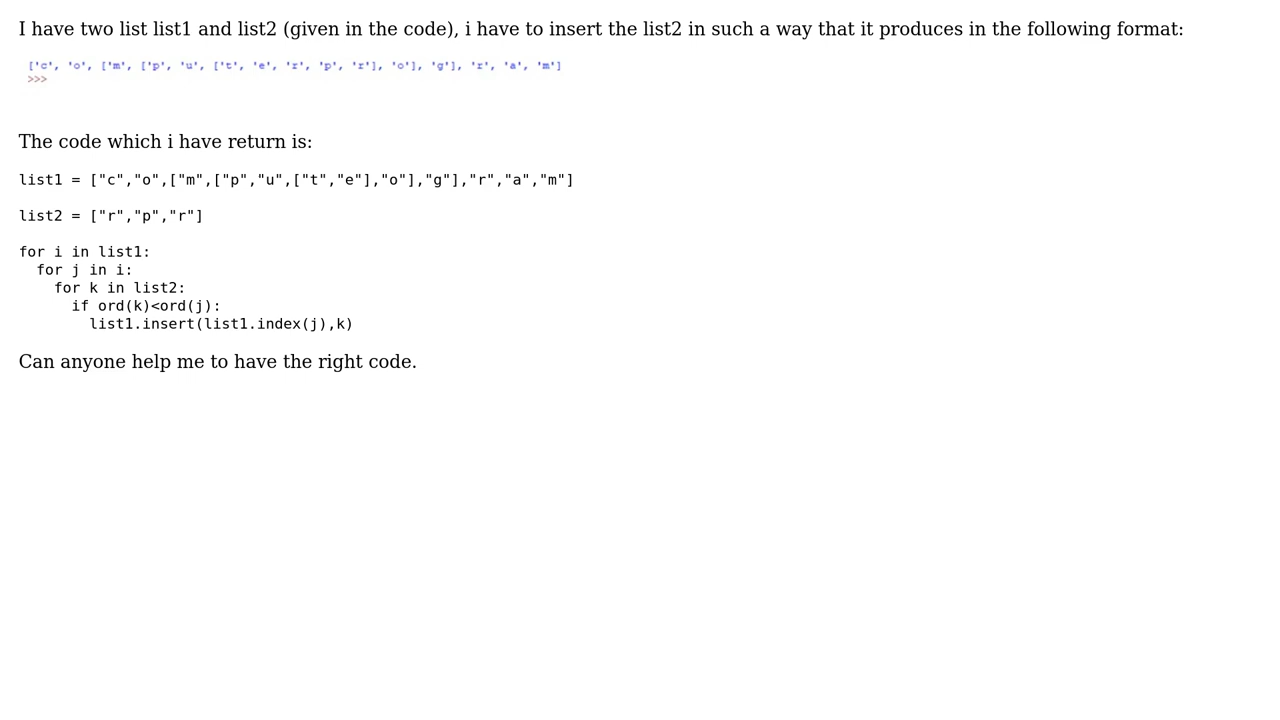 I have two list list1 and list2 (given in the code), i have to insert the list2 in such a way that it produces in the following format:
['c', 'o', ['m', ['p', 'u', ['t', 'e', 'r', 'p', 'r'], 'o'], 'g'], 'r', 'a', 'm']
>>>
The code which i have return is:
list1 = ["c","o",["m",["p","u",["t","e"],"o"],"g"],"r","a","m"]
list2 = ["r","p","r"]
for i in list1:
  for j in i:
    for k in list2:
      if ord(k)<ord(j):
        list1.insert(list1.index(j),k)
Can anyone help me to have the right code.